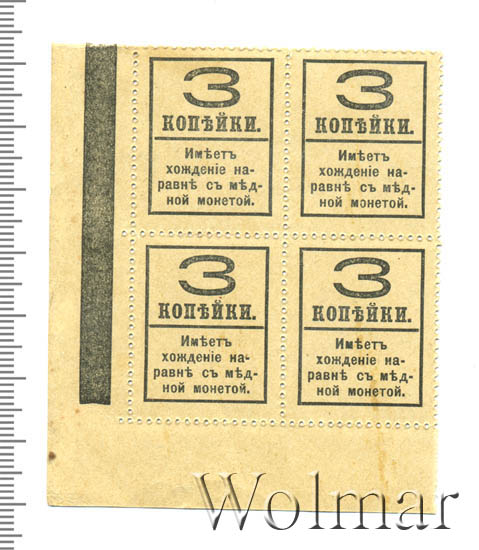 3
КОПѢЙКИ.
Имѣетъ
хожденіе на-
равнѣ съ мѣд-
ной монетой.
3
КОПѢЙКИ.
Имѣетъ
хожденіе на-
равнѣ съ мѣд-
ной монетой.
3
КОПѢЙКИ.
Имѣетъ
хожденіе на-
равнѣ съ мѣд-
ной монетой.
3
КОПѢЙКИ.
Имѣетъ
хожденіе на-
равнѣ съ мѣд-
ной монетой.
Wolmar